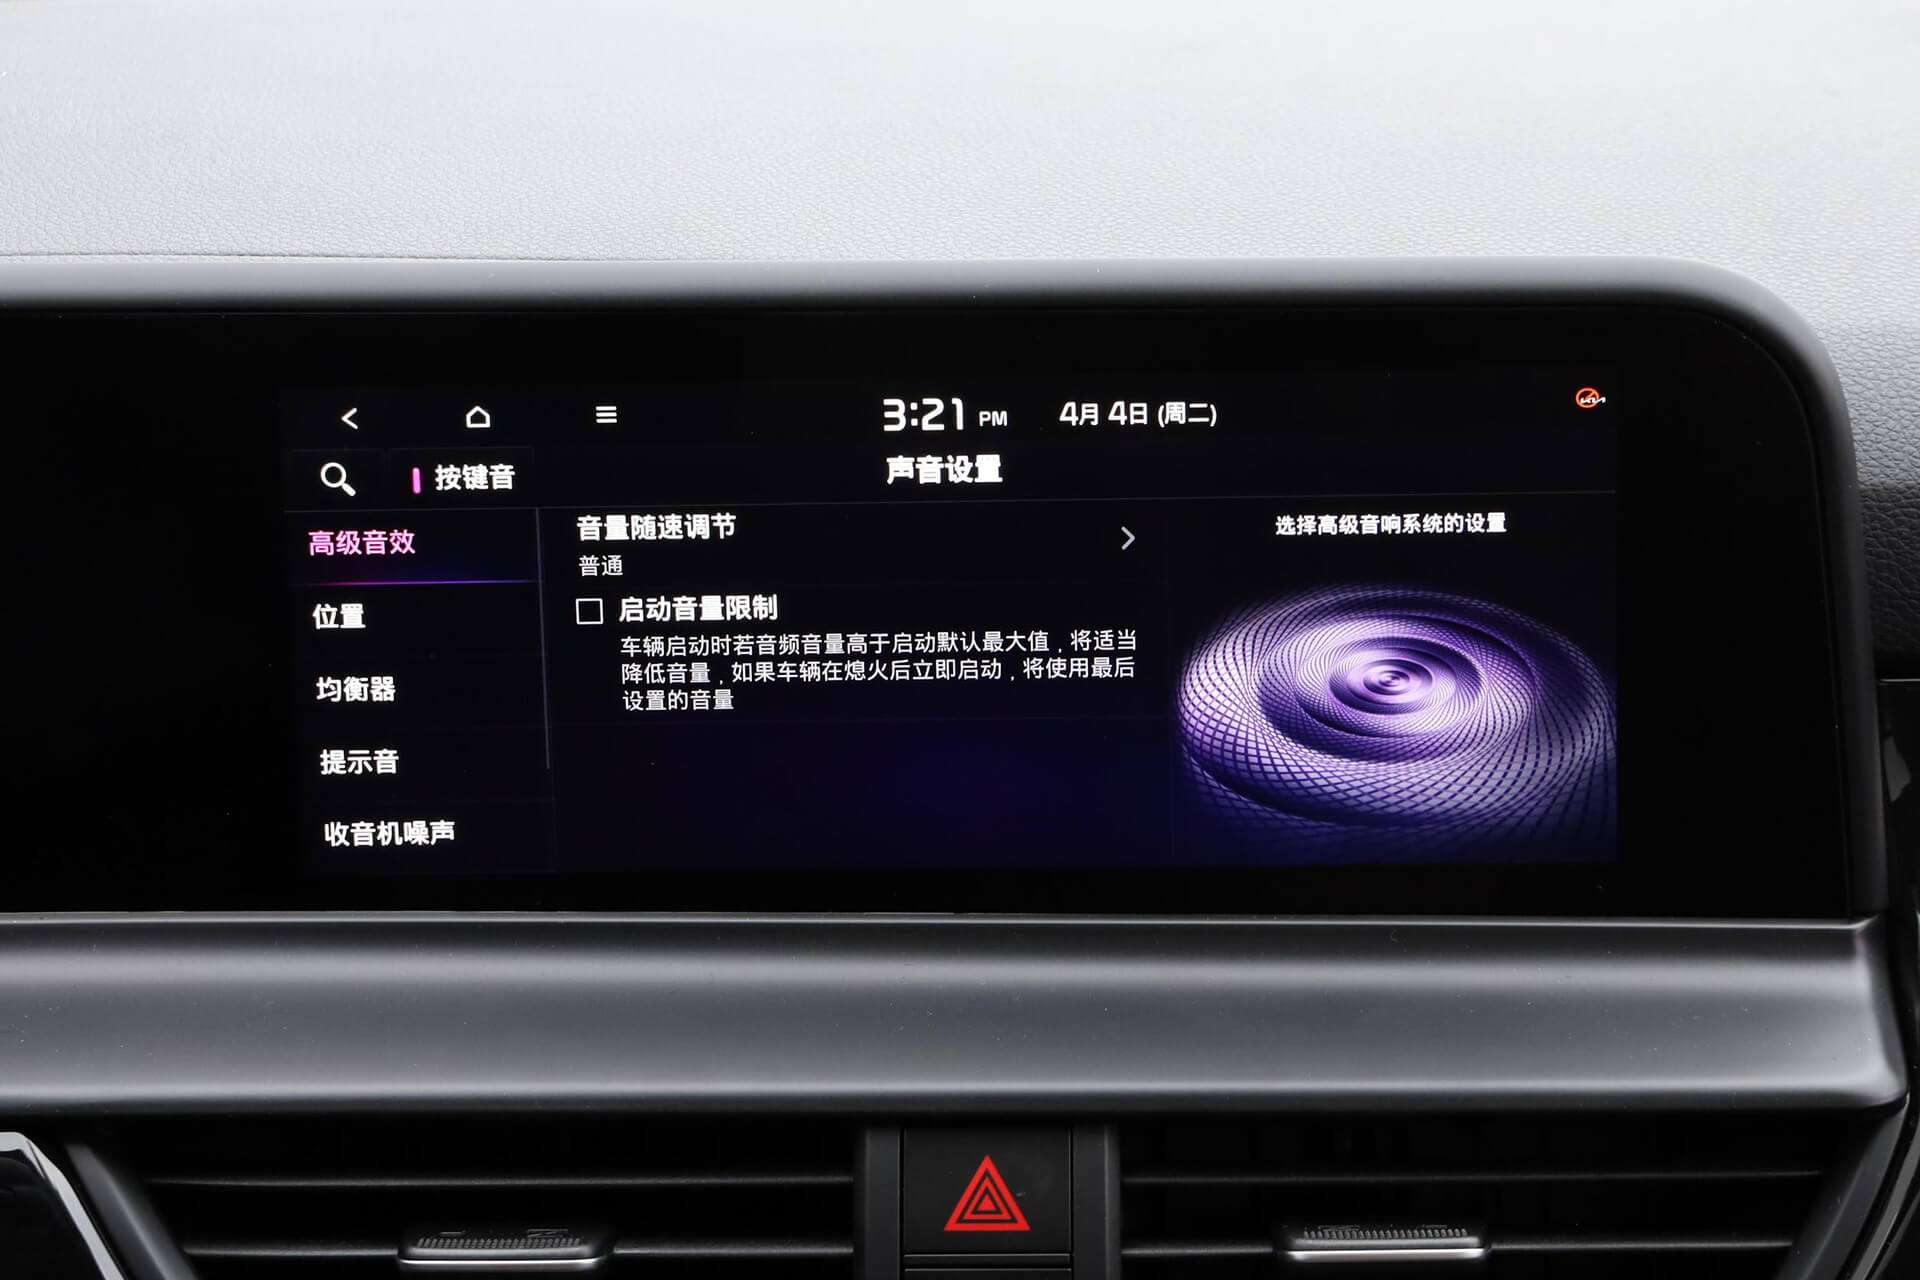 3:21 PM 4月 4日 (周二)
按键音
声音设置
高级音效
位置
均衡器
提示音
收音机噪声
音量随速调节
普通
启动音量限制
车辆启动时若音频音量高于启动默认最大值，将适当
降低音量，如果车辆在熄火后立即启动，将使用最后
设置的音量
选择高级音响系统的设置